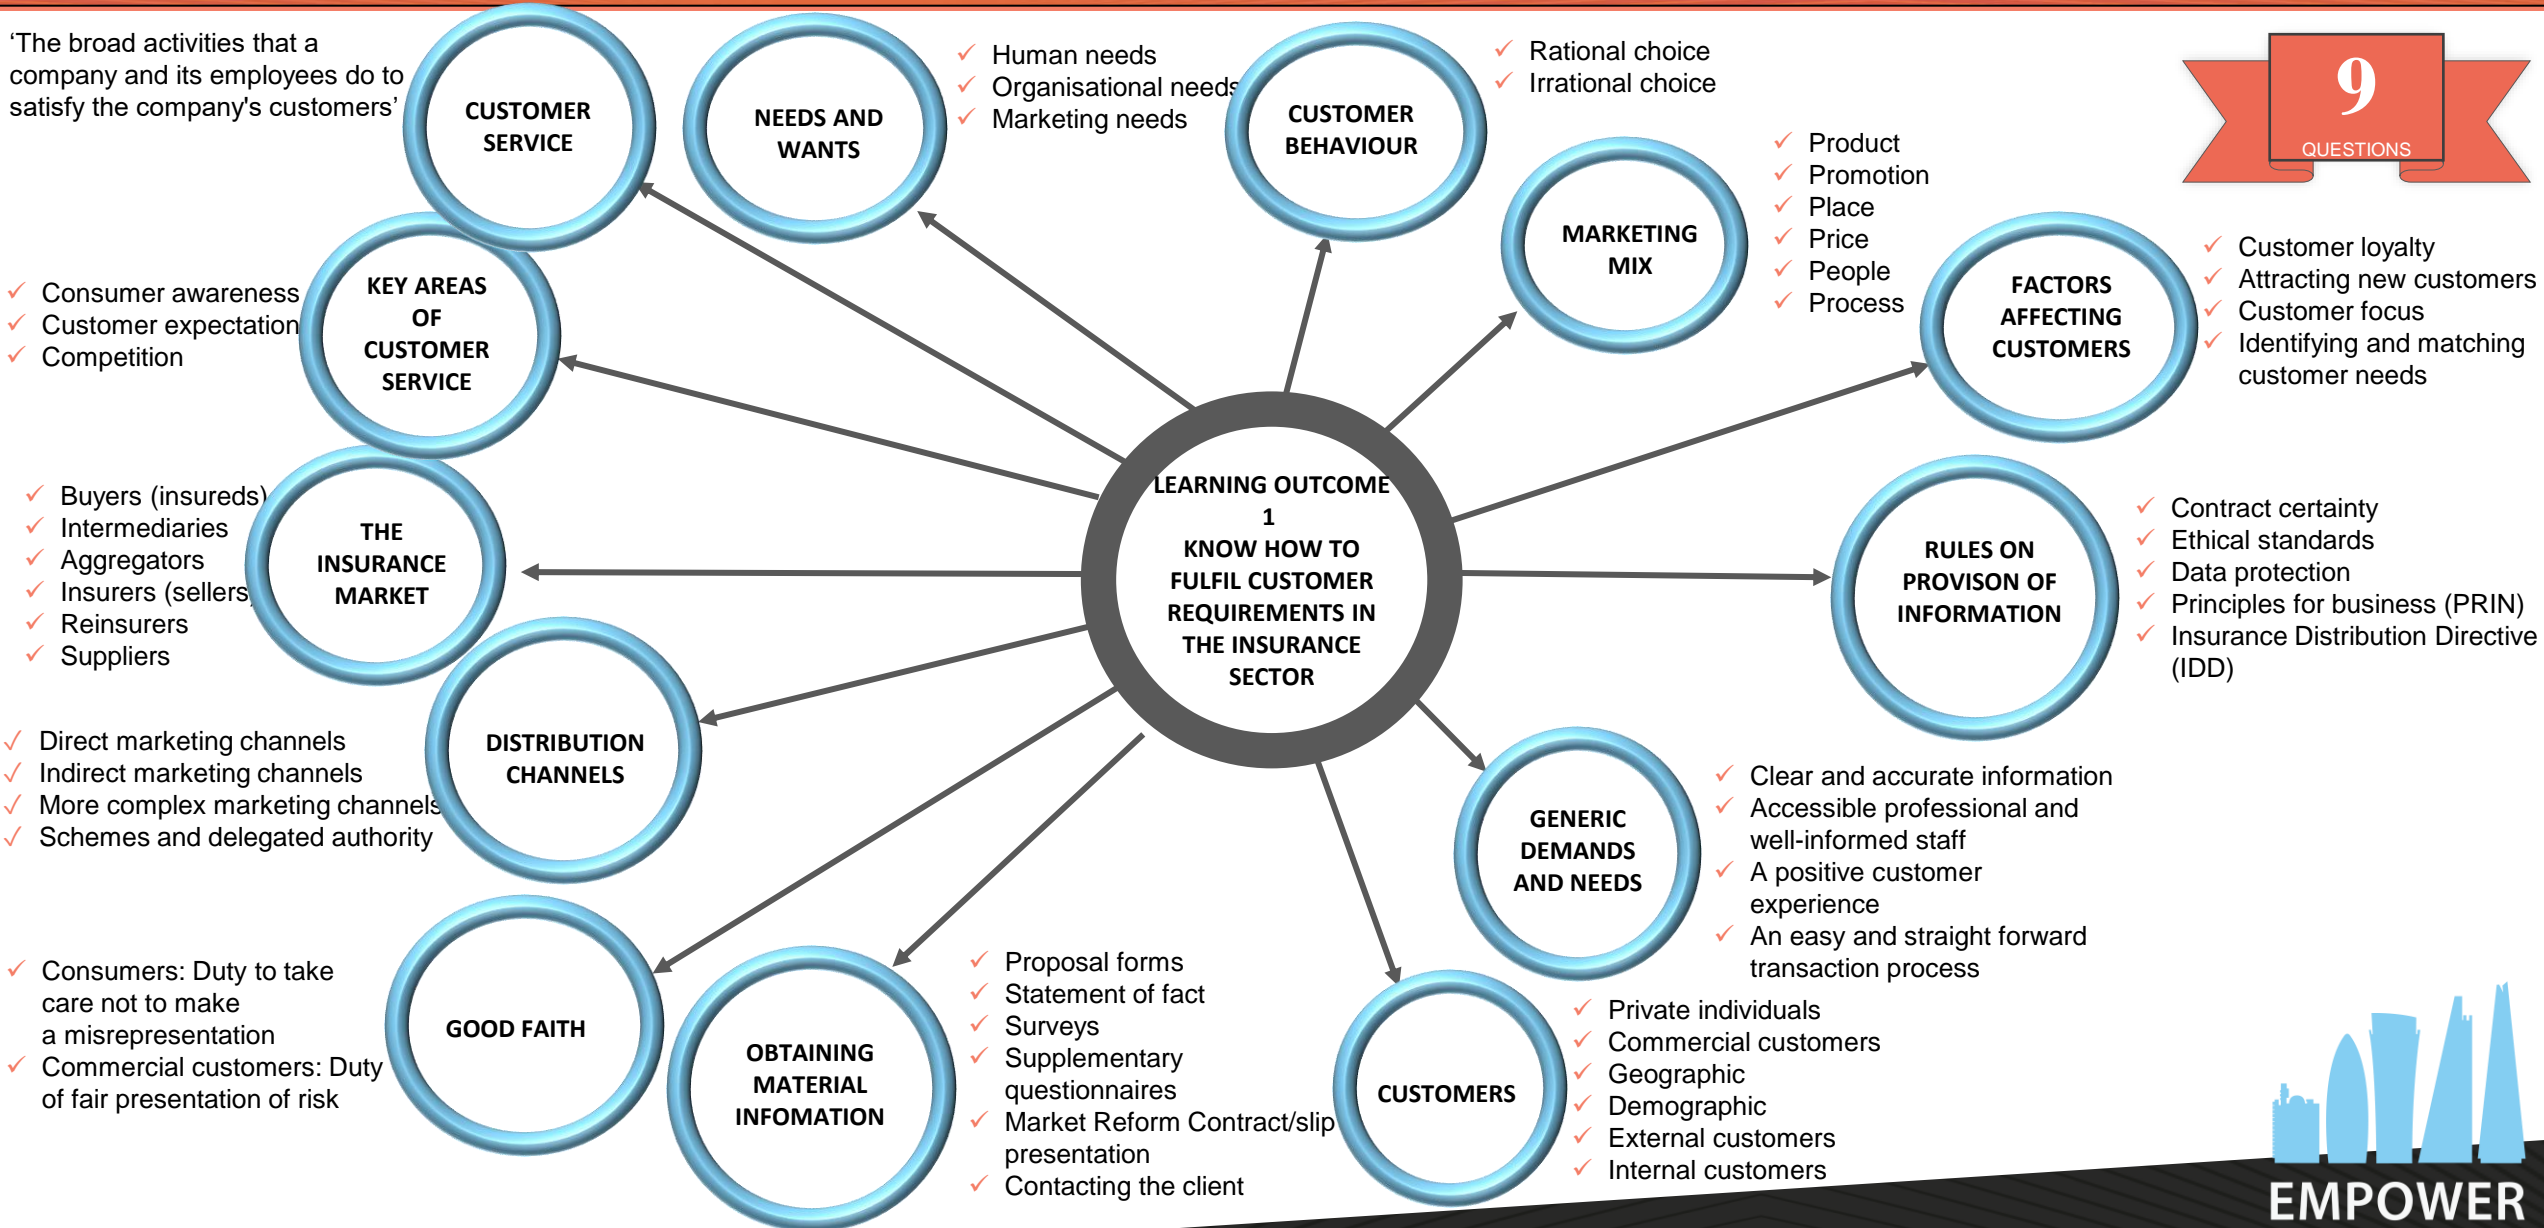 ‘The broad activities that a
company and its employees do to
satisfy the company's customers’
CUSTOMER
SERVICE
NEEDS AND
WANTS
✓ Human needs
✓ Organisational needs
✓ Marketing needs
CUSTOMER
BEHAVIOUR
✓ Rational choice
✓ Irrational choice
MARKETING
MIX
✓ Product
✓ Promotion
✓ Place
✓ Price
✓ People
✓ Process
9
QUESTIONS
FACTORS
AFFECTING
CUSTOMERS
✓ Customer loyalty
✓ Attracting new customers
✓ Customer focus
✓ Identifying and matching
customer needs
✓ Consumer awareness
✓ Customer expectation
✓ Competition
KEY AREAS
OF
CUSTOMER
SERVICE
✓ Buyers (insureds)
✓ Intermediaries
✓ Aggregators
✓ Insurers (sellers)
✓ Reinsurers
✓ Suppliers
THE
INSURANCE
MARKET
LEARNING OUTCOME
1
KNOW HOW TO
FULFIL CUSTOMER
REQUIREMENTS IN
THE INSURANCE
SECTOR
RULES ON
PROVISON OF
INFORMATION
✓ Contract certainty
✓ Ethical standards
✓ Data protection
✓ Principles for business (PRIN)
✓ Insurance Distribution Directive
(IDD)
✓ Direct marketing channels
✓ Indirect marketing channels
✓ More complex marketing channels
✓ Schemes and delegated authority
DISTRIBUTION
CHANNELS
GENERIC
DEMANDS
AND NEEDS
✓ Clear and accurate information
✓ Accessible professional and
well-informed staff
✓ A positive customer
experience
✓ An easy and straight forward
transaction process
✓ Consumers: Duty to take
care not to make
a misrepresentation
✓ Commercial customers: Duty
of fair presentation of risk
GOOD FAITH
OBTAINING
MATERIAL
INFOMATION
✓ Proposal forms
✓ Statement of fact
✓ Surveys
✓ Supplementary
questionnaires
✓ Market Reform Contract/slip
presentation
✓ Contacting the client
CUSTOMERS
✓ Private individuals
✓ Commercial customers
✓ Geographic
✓ Demographic
✓ External customers
✓ Internal customers
EMPOWER